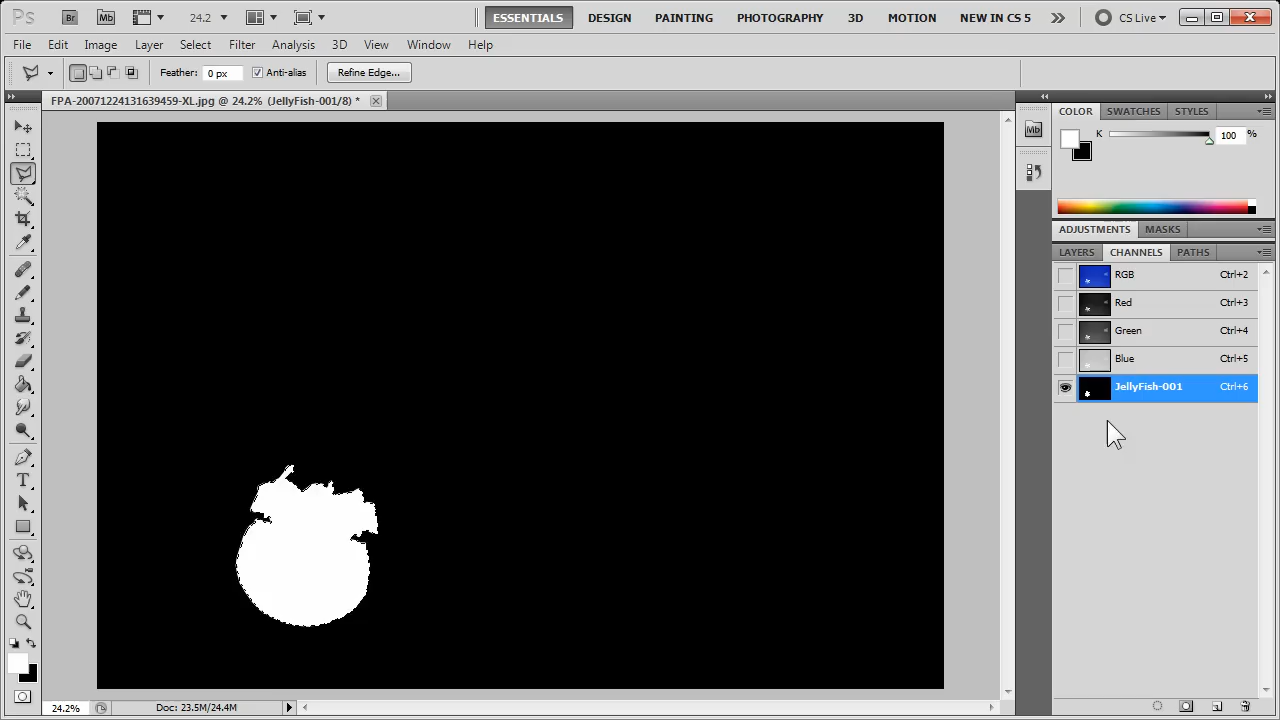 Ps Br Mb 24.2 ESSENTIALS DESIGN PAINTING PHOTOGRAPHY 3D MOTION NEW IN CS 5 CS Live
File Edit Image Layer Select Filter Analysis 3D View Window Help
Feather: 0 px Anti-alias Refine Edge...
FPA-20071224131639459-XL.jpg @ 24.2% (JellyFish-001/8) *
COLOR SWATCHES STYLES
Mb
K 100 %
ADJUSTMENTS MASKS
LAYERS CHANNELS PATHS
RGB Ctrl+2
Red Ctrl+3
Green Ctrl+4
Blue Ctrl+5
JellyFish-001 Ctrl+6
T
24.2% Doc: 23.5M/24.4M